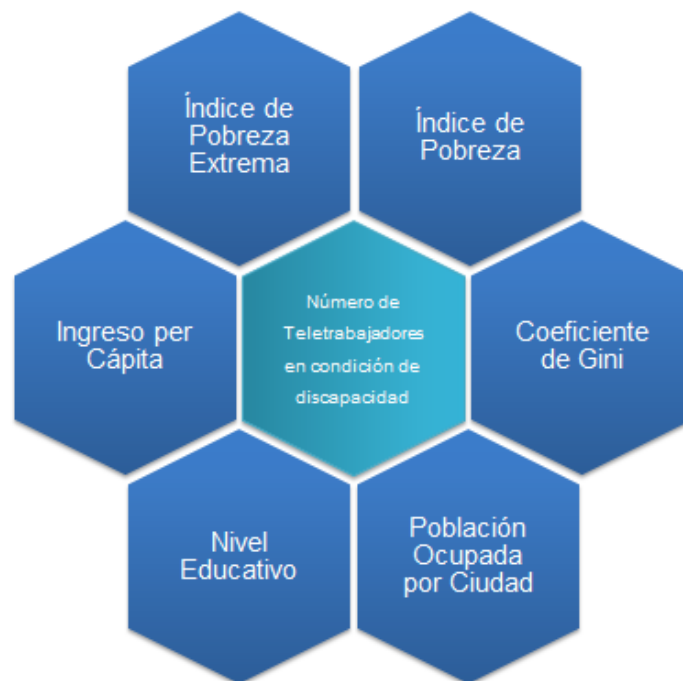 Índice de
Pobreza
Extrema
Índice de
Pobreza
Ingreso per
Cápita
Número de
Teletrabajadores
en condición de
discapacidad
Coeficiente
de Gini
Nivel
Educativo
Población
Ocupada
por Ciudad